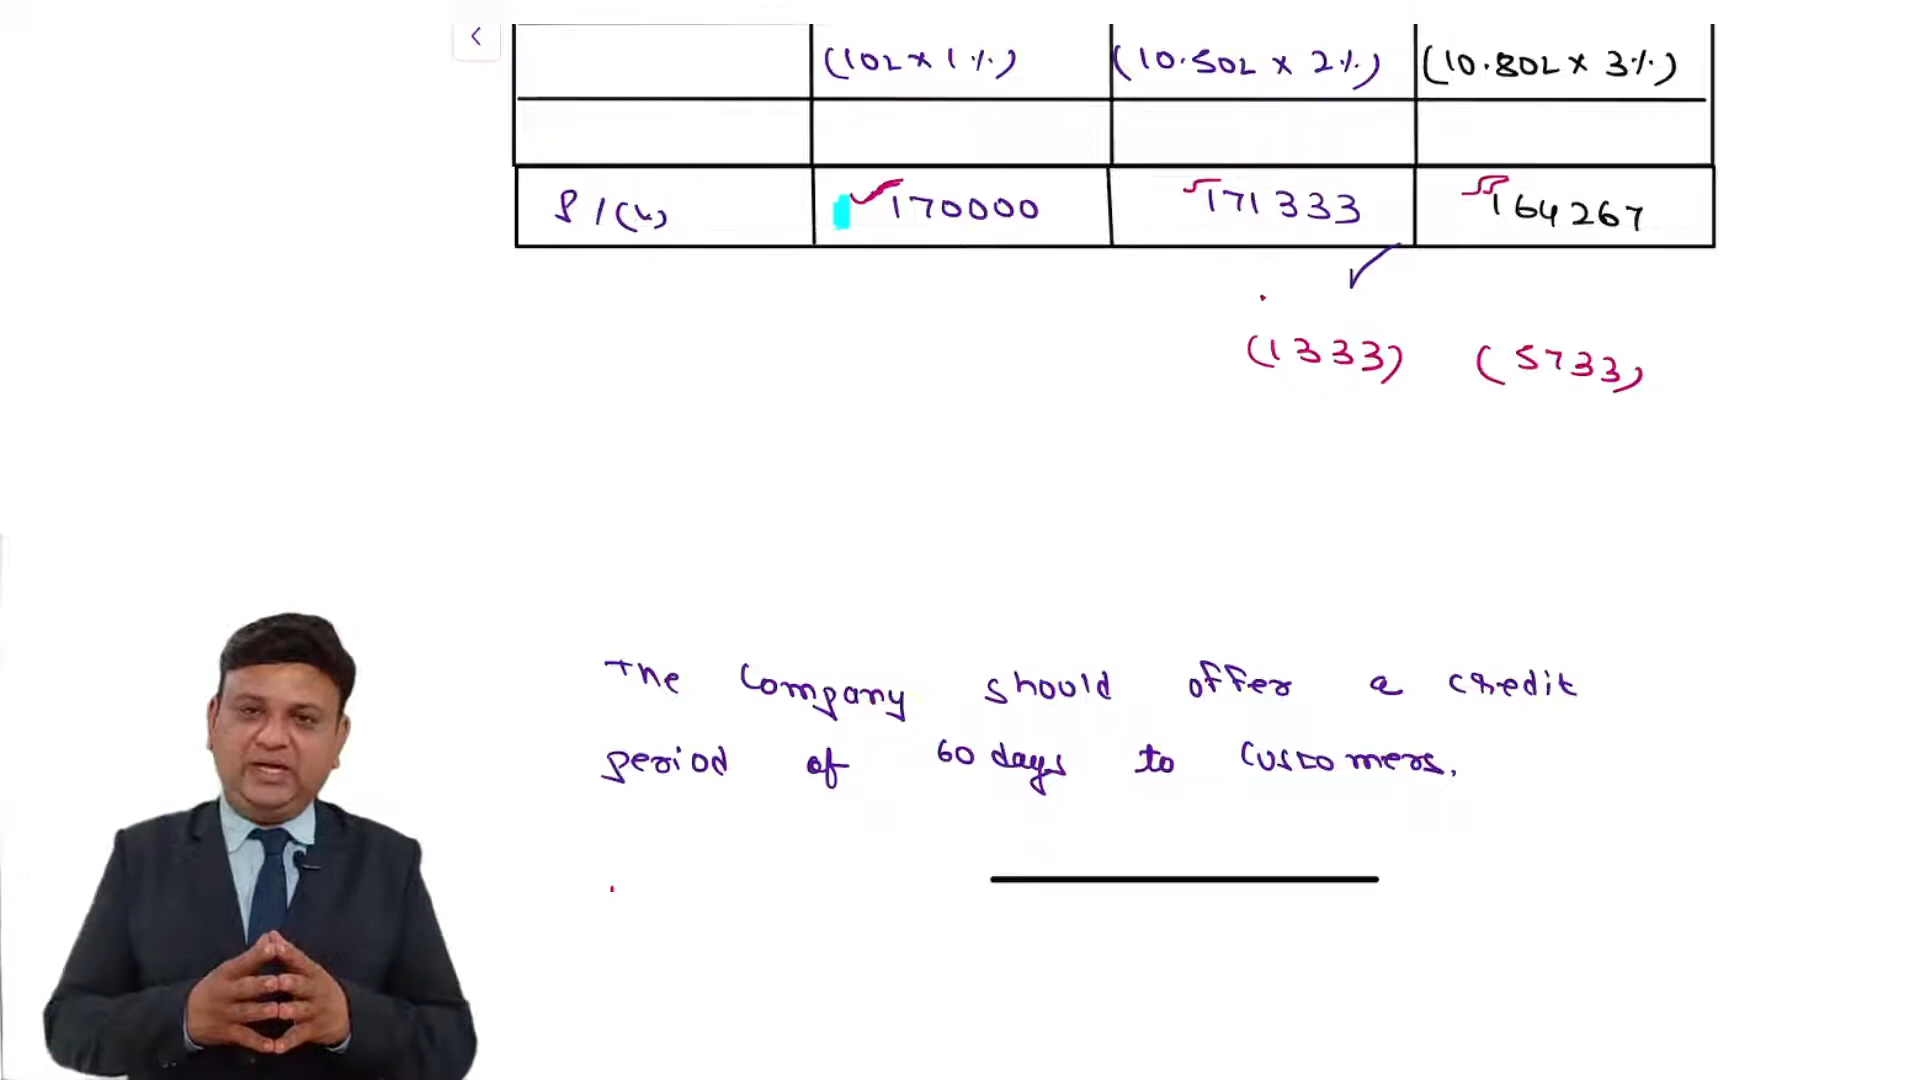 (10L × 1%) (10.50L × 2%) (10.80L × 3%)
P/(L) 170000 171333 164267
(1333) (5733)
The Company should offer a credit
period of 60 days to Customers.